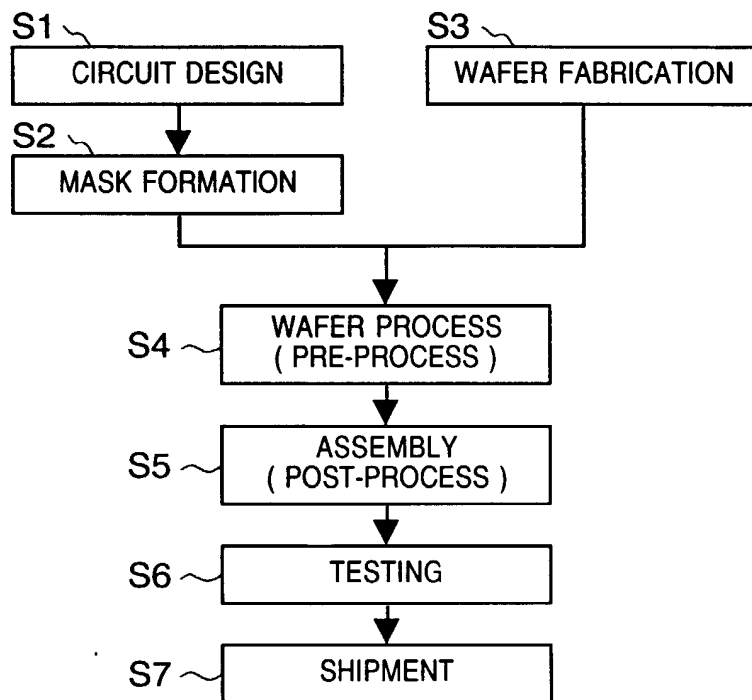 S1
CIRCUIT DESIGN
S3
WAFER FABRICATION
S2
MASK FORMATION
S4
WAFER PROCESS
( PRE-PROCESS )
S5
ASSEMBLY
( POST-PROCESS )
S6
TESTING
S7
SHIPMENT